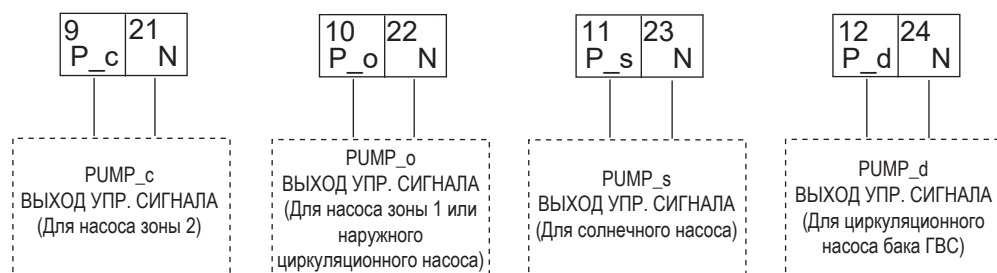 9 21
P_c N
PUMP_c
ВЫХОД УПР. СИГНАЛА
(Для насоса зоны 2)
10 22
P_o N
PUMP_o
ВЫХОД УПР. СИГНАЛА
(Для насоса зоны 1 или
наружного
циркуляционного насоса)
11 23
P_s N
PUMP_s
ВЫХОД УПР. СИГНАЛА
(Для солнечного насоса)
12 24
P_d N
PUMP_d
ВЫХОД УПР. СИГНАЛА
(Для циркуляционного
насоса бака ГВС)